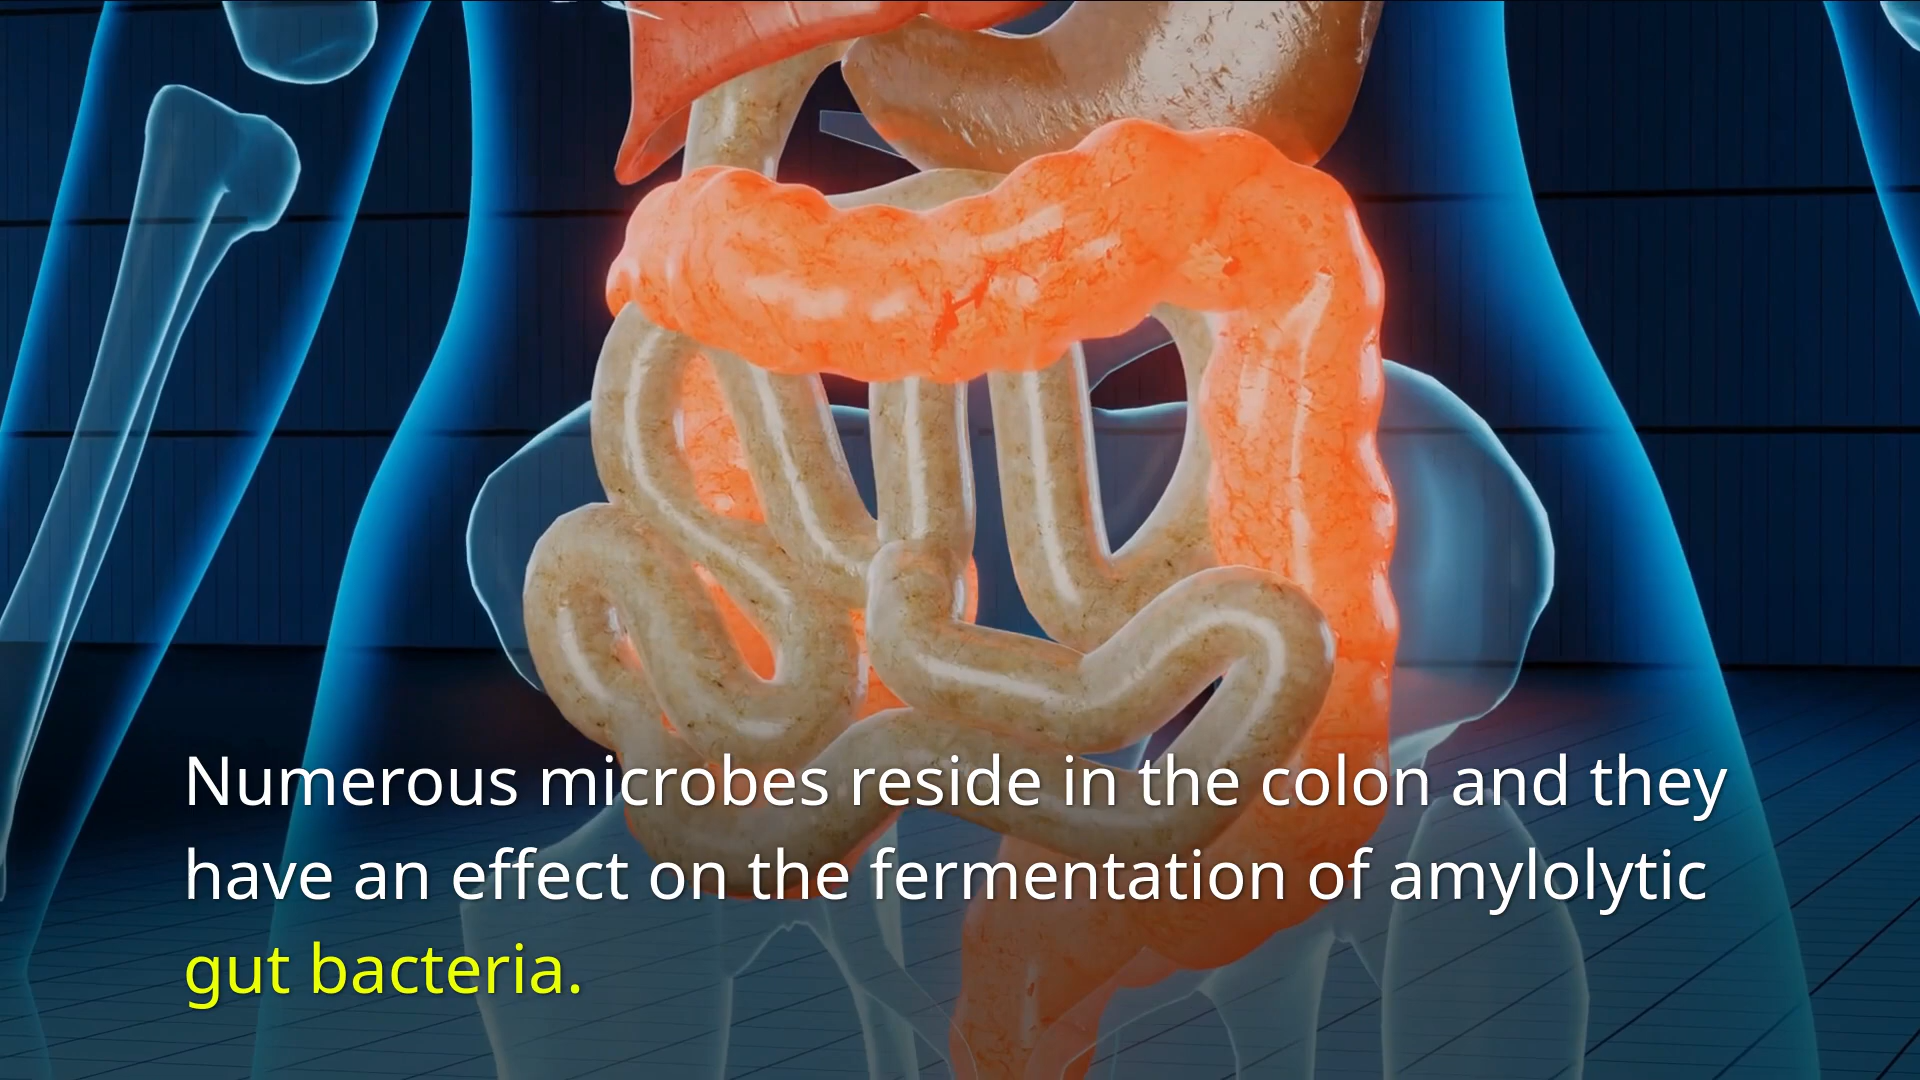 Numerous microbes reside in the colon and they
have an effect on the fermentation of amylolytic
gut bacteria.